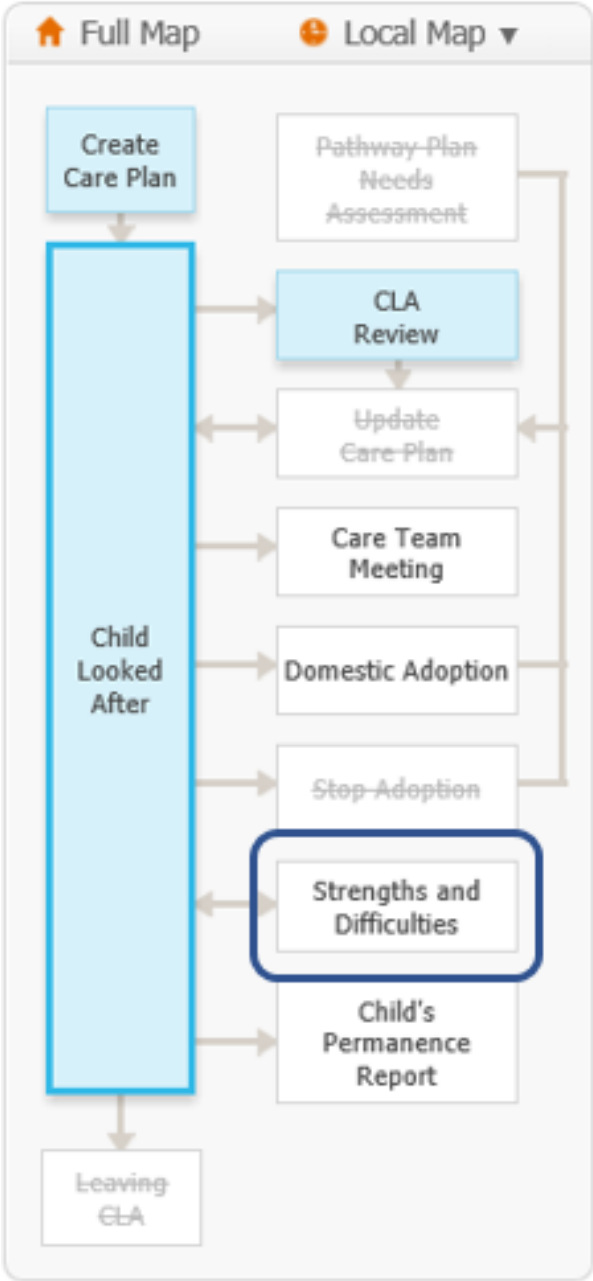 Full Map
Local Map ▼
Create
Care Plan
Pathway Plan
Needs
Assessment
CLA
Review
Update
Care Plan
Care Team
Meeting
Child
Looked
After
Domestic Adoption
Stop Adoption
Strengths and
Difficulties
Child's
Permanence
Report
Leaving
CLA